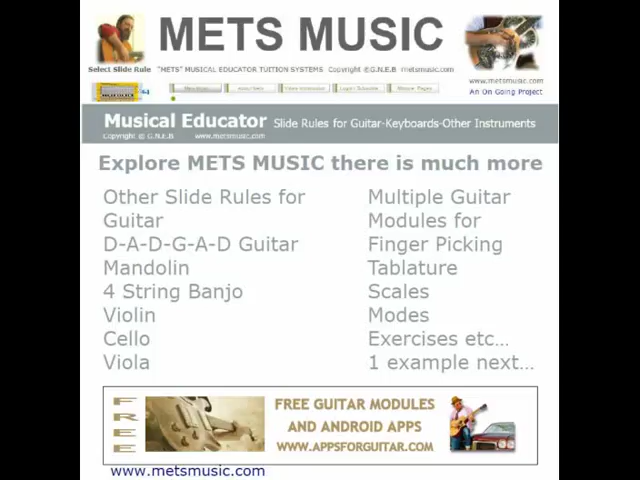 METS MUSIC
Select Slide Rule "METS" MUSICAL EDUCATOR TUITION SYSTEMS Copyright @G.N.E.B metsmusic.com
www.metsmusic.com
An On Going Project
Musical Educator Slide Rules for Guitar-Keyboards-Other Instruments
Copyright © G.N.E.B www.metsmusic.com
Explore METS MUSIC there is much more
Other Slide Rules for
Guitar
D-A-D-G-A-D Guitar
Mandolin
4 String Banjo
Violin
Cello
Viola
Multiple Guitar
Modules for
Finger Picking
Tablature
Scales
Modes
Exercises etc...
1 example next...
FREE
FREE GUITAR MODULES
AND ANDROID APPS
WWW.APPSFORGUITAR.COM
www.metsmusic.com